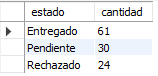 estado cantidad
Entregado 61
Pendiente 30
Rechazado 24